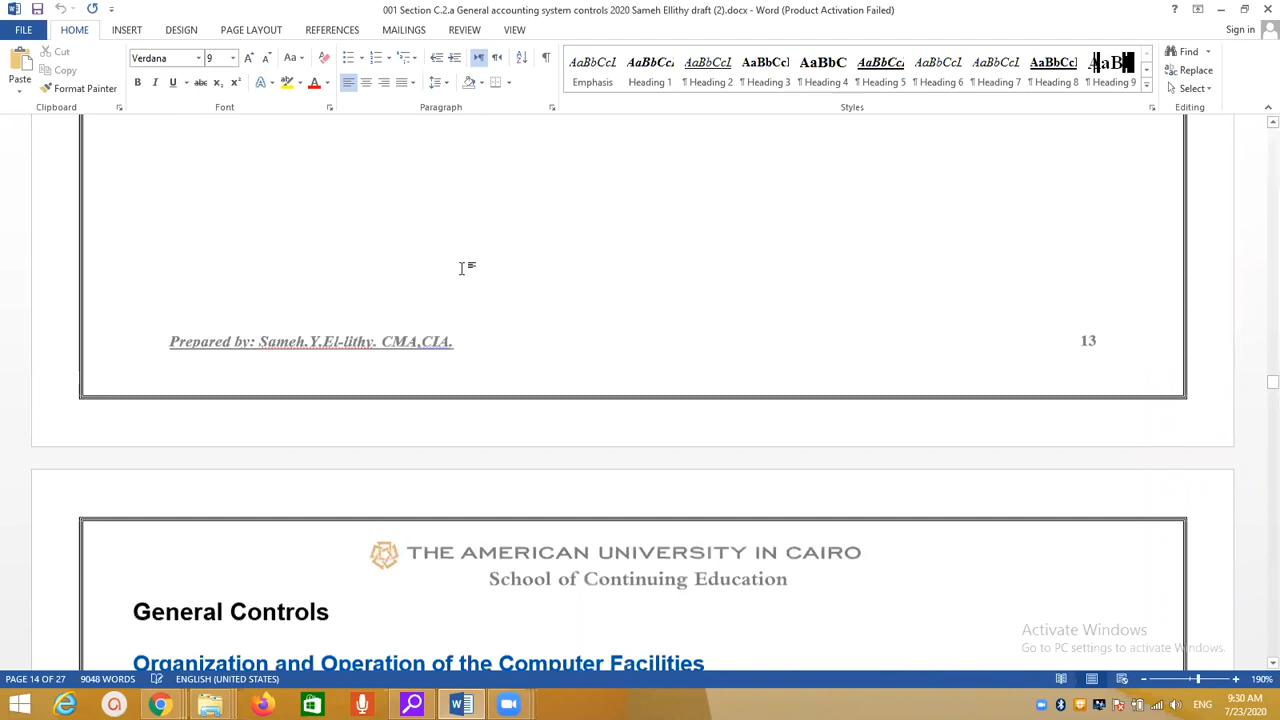 001 Section C.2.a General accounting system controls 2020 Sameh Ellithy draft (2).docx - Word (Product Activation Failed)
FILE HOME INSERT DESIGN PAGE LAYOUT REFERENCES MAILINGS REVIEW VIEW Sign in
Paste Cut Copy Format Painter
Verdana 9
AaBbCcI AaBbCc AaBbCcL AaBbCcI AaBbC AaBbCc AaBbCcI AaBbCcI AaBbCcl AaB
Emphasis Heading 1 ¶ Heading 2 ¶ Heading 3 ¶ Heading 4 ¶ Heading 5 ¶ Heading 6 ¶ Heading 7 ¶ Heading 8 ¶ Heading 9
Find
Replace
Select
Clipboard Font Paragraph Styles Editing
Prepared by: Sameh.Y.El-lithy. CMA,CIA. 13
THE AMERICAN UNIVERSITY IN CAIRO
School of Continuing Education
General Controls
Organization and Operation of the Computer Facilities
Activate Windows
Go to PC settings to activate Windows.
PAGE 14 OF 27 9048 WORDS ENGLISH (UNITED STATES) 190%
ENG 9:30 AM
7/23/2020